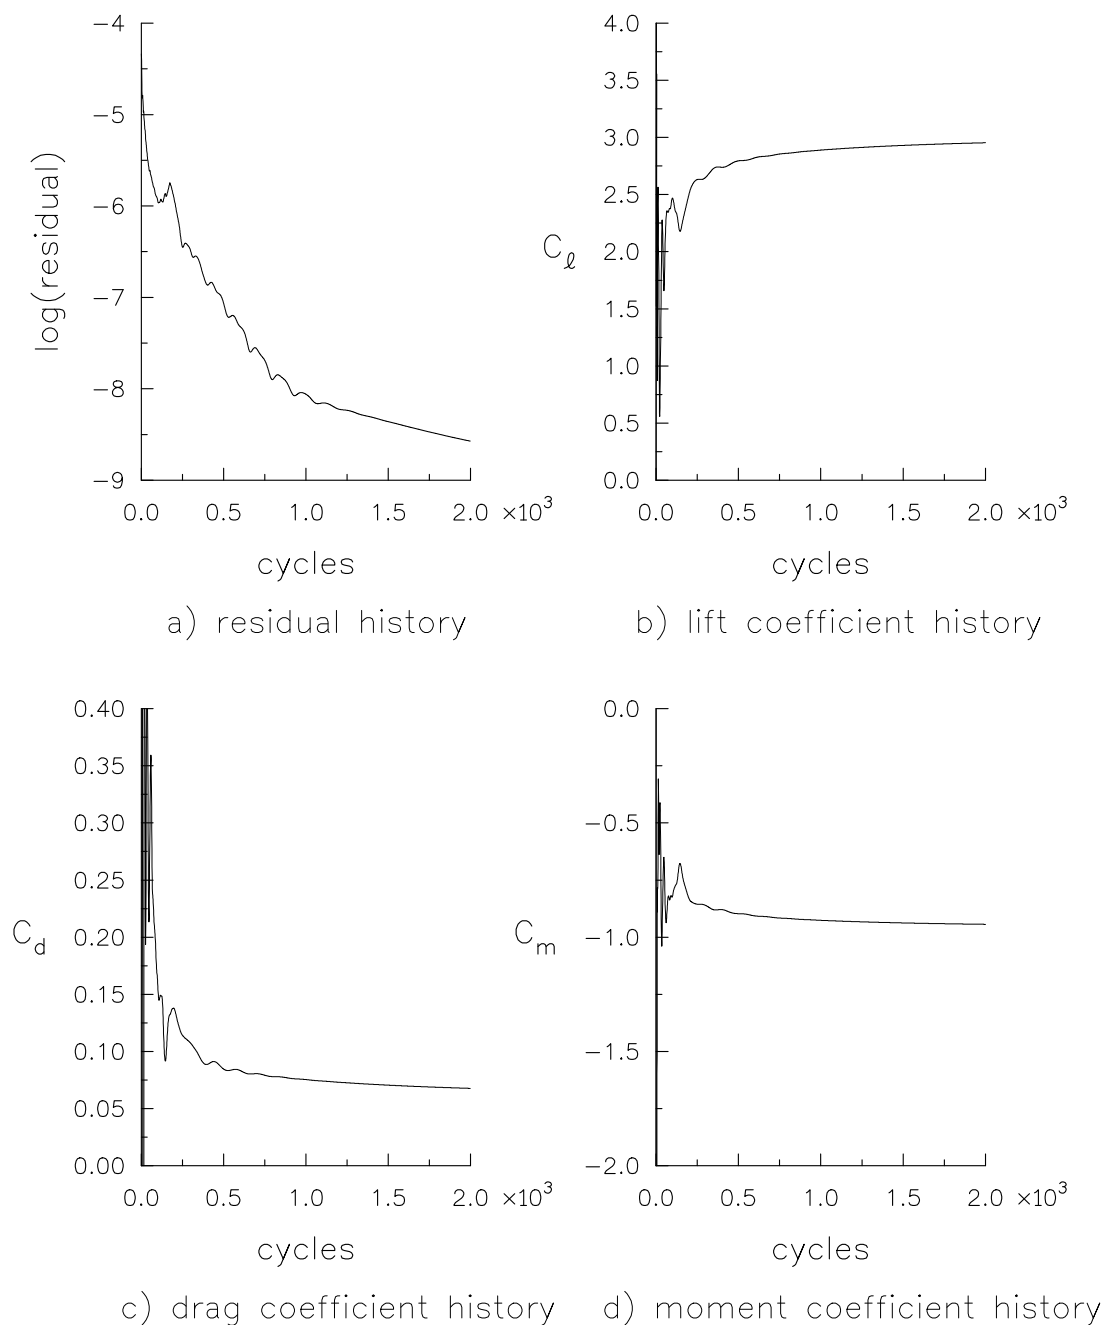 log(residual)
−4
−5
−6
−7
−8
−9
0.0 0.5 1.0 1.5 2.0 ×10³
cycles
a) residual history
C_ℓ
4.0
3.5
3.0
2.5
2.0
1.5
1.0
0.5
0.0
0.0 0.5 1.0 1.5 2.0 ×10³
cycles
b) lift coefficient history
C_d
0.40
0.35
0.30
0.25
0.20
0.15
0.10
0.05
0.00
0.0 0.5 1.0 1.5 2.0 ×10³
cycles
c) drag coefficient history
C_m
0.0
−0.5
−1.0
−1.5
−2.0
0.0 0.5 1.0 1.5 2.0 ×10³
cycles
d) moment coefficient history